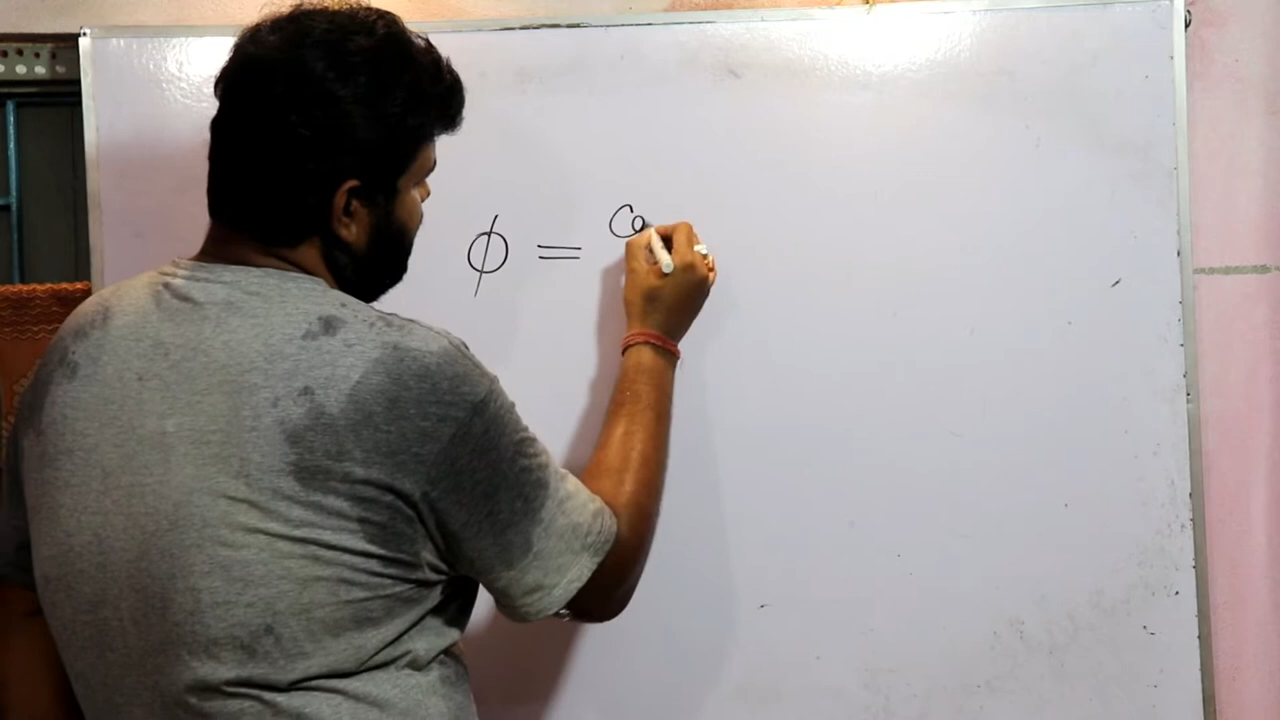 φ = Co